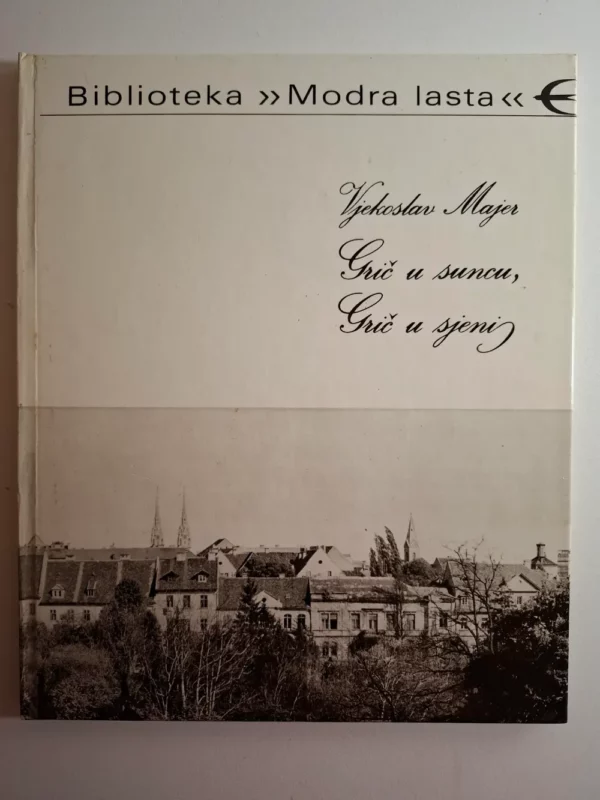 Biblioteka »Modra lasta«
Vjekoslav Majer
Grič u suncu,
Grič u sjeni